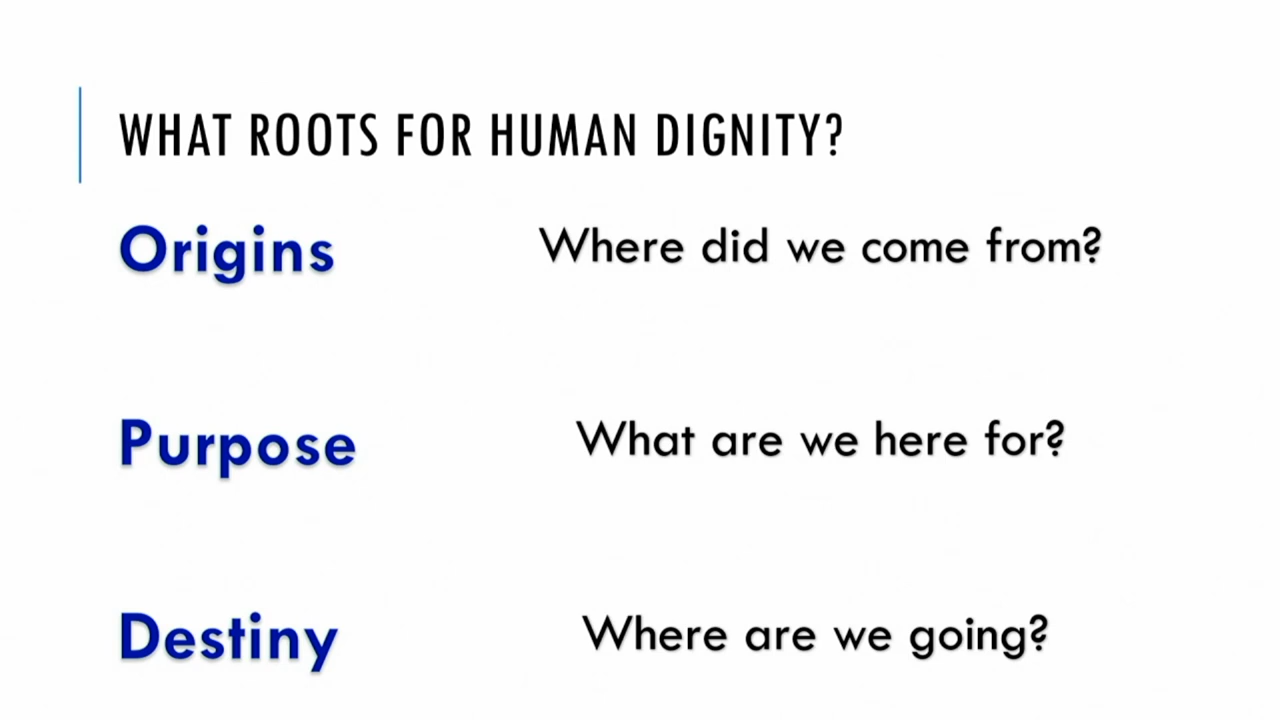 WHAT ROOTS FOR HUMAN DIGNITY?
Origins Where did we come from?
Purpose What are we here for?
Destiny Where are we going?